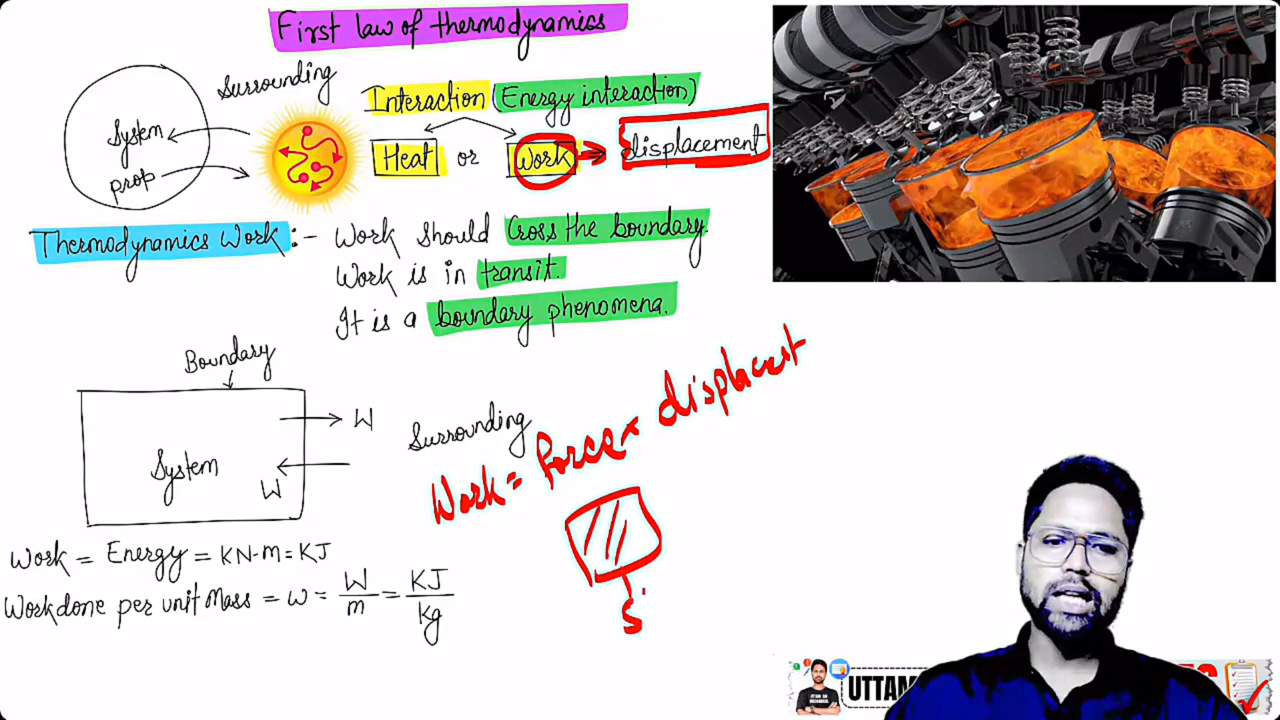 First law of thermodynamics
Surrounding
System
prop
Interaction (Energy interaction)
Heat or Work → displacement
Thermodynamics Work :- Work should Cross the boundary.
Work is in transit.
It is a boundary phenomena.
Boundary
System
W
W
Surrounding
Work = force × displacest
S
Work = Energy = KN-m = KJ
Workdone per unit Mass = w = W/m = KJ/Kg
UTTAM